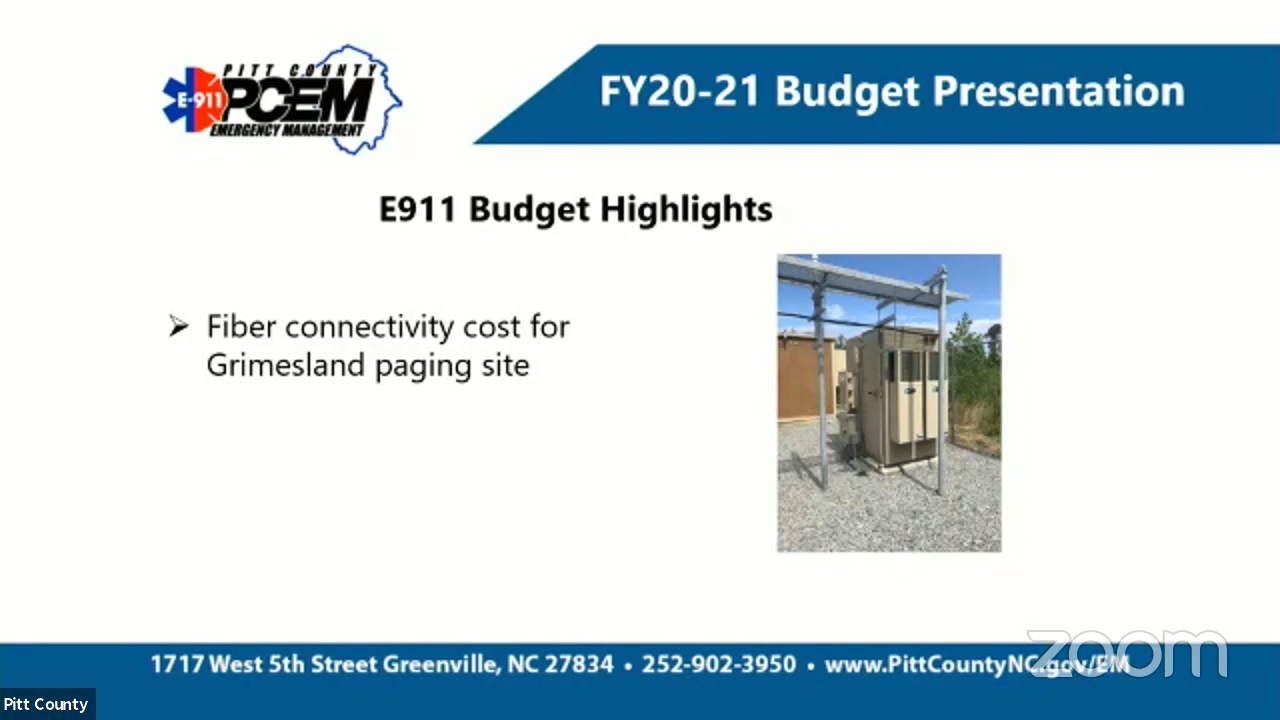 PITT COUNTY
E-911 PCEM
EMERGENCY MANAGEMENT
FY20-21 Budget Presentation
E911 Budget Highlights
➢ Fiber connectivity cost for
Grimesland paging site
1717 West 5th Street Greenville, NC 27834 • 252-902-3950 • www.PittCountyNC.gov/EM
zoom
Pitt County